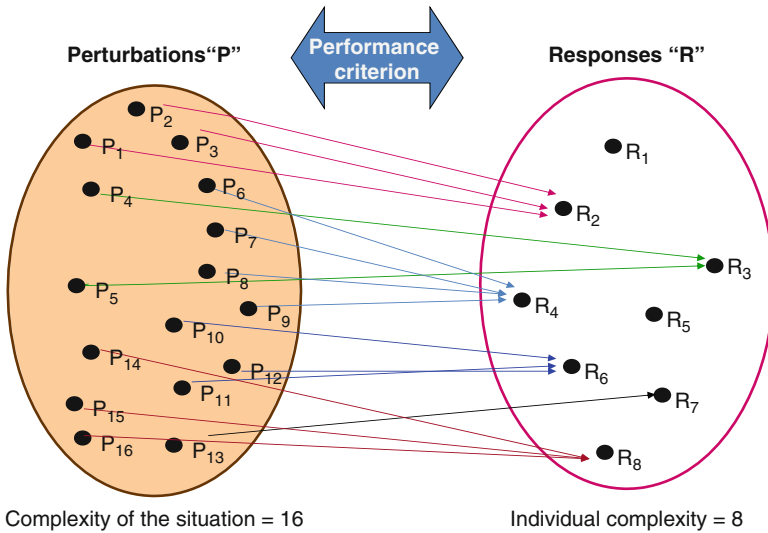 Perturbations“P”
Performance
criterion
Responses “R”
P2
P1
P3
P4
P6
P7
P8
P5
P9
P10
P14
P12
P11
P15
P16
P13
R1
R2
R3
R4
R5
R6
R7
R8
Complexity of the situation = 16
Individual complexity = 8